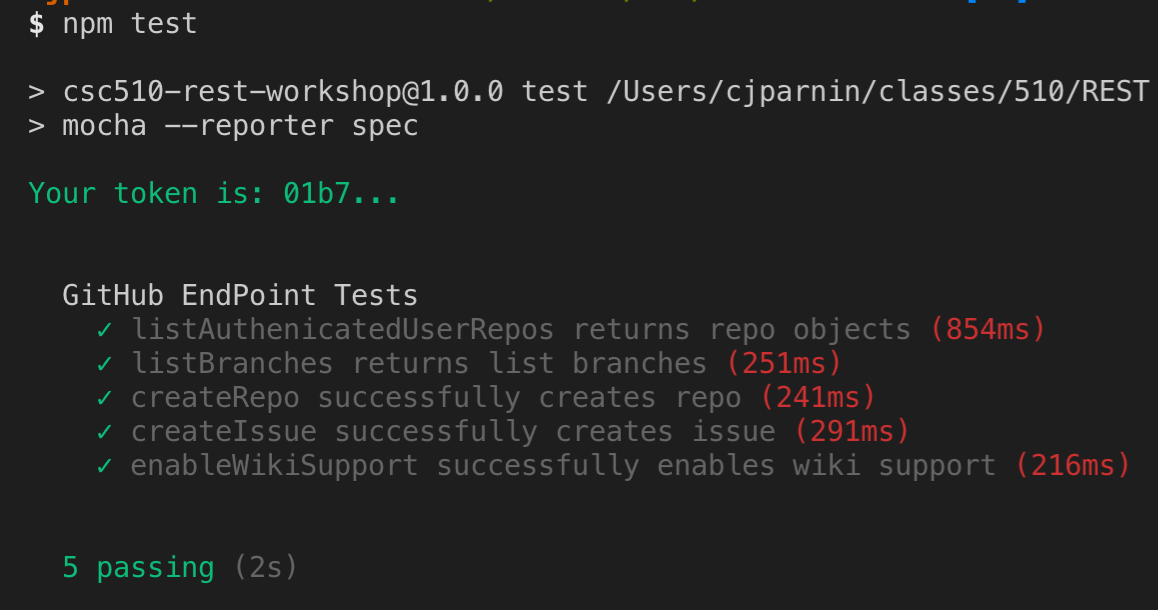 $ npm test
> csc510-rest-workshop@1.0.0 test /Users/cjparnin/classes/510/REST
> mocha --reporter spec
Your token is: 01b7...
GitHub EndPoint Tests
✓ listAuthenicatedUserRepos returns repo objects (854ms)
✓ listBranches returns list branches (251ms)
✓ createRepo successfully creates repo (241ms)
✓ createIssue successfully creates issue (291ms)
✓ enableWikiSupport successfully enables wiki support (216ms)
5 passing (2s)